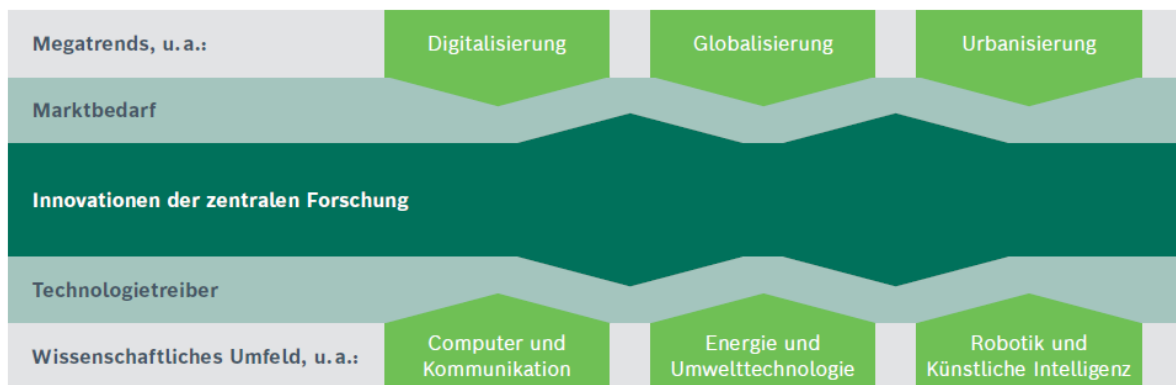 Megatrends, u. a.:
Digitalisierung
Globalisierung
Urbanisierung
Marktbedarf
Innovationen der zentralen Forschung
Technologietreiber
Wissenschaftliches Umfeld, u. a.:
Computer und
Kommunikation
Energie und
Umwelttechnologie
Robotik und
Künstliche Intelligenz